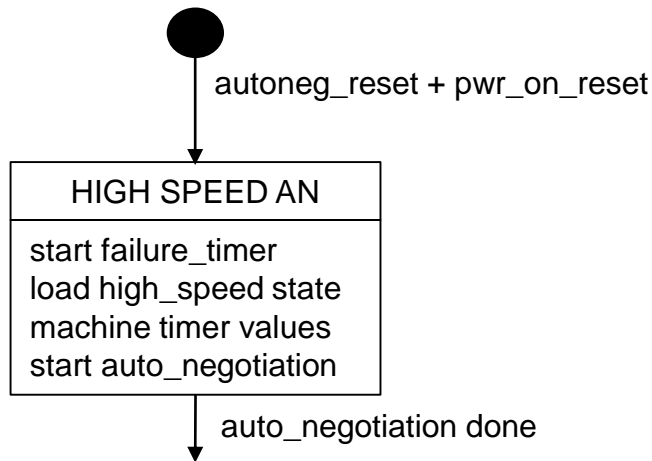 autoneg_reset + pwr_on_reset
HIGH SPEED AN
start failure_timer
load high_speed state
machine timer values
start auto_negotiation
auto_negotiation done